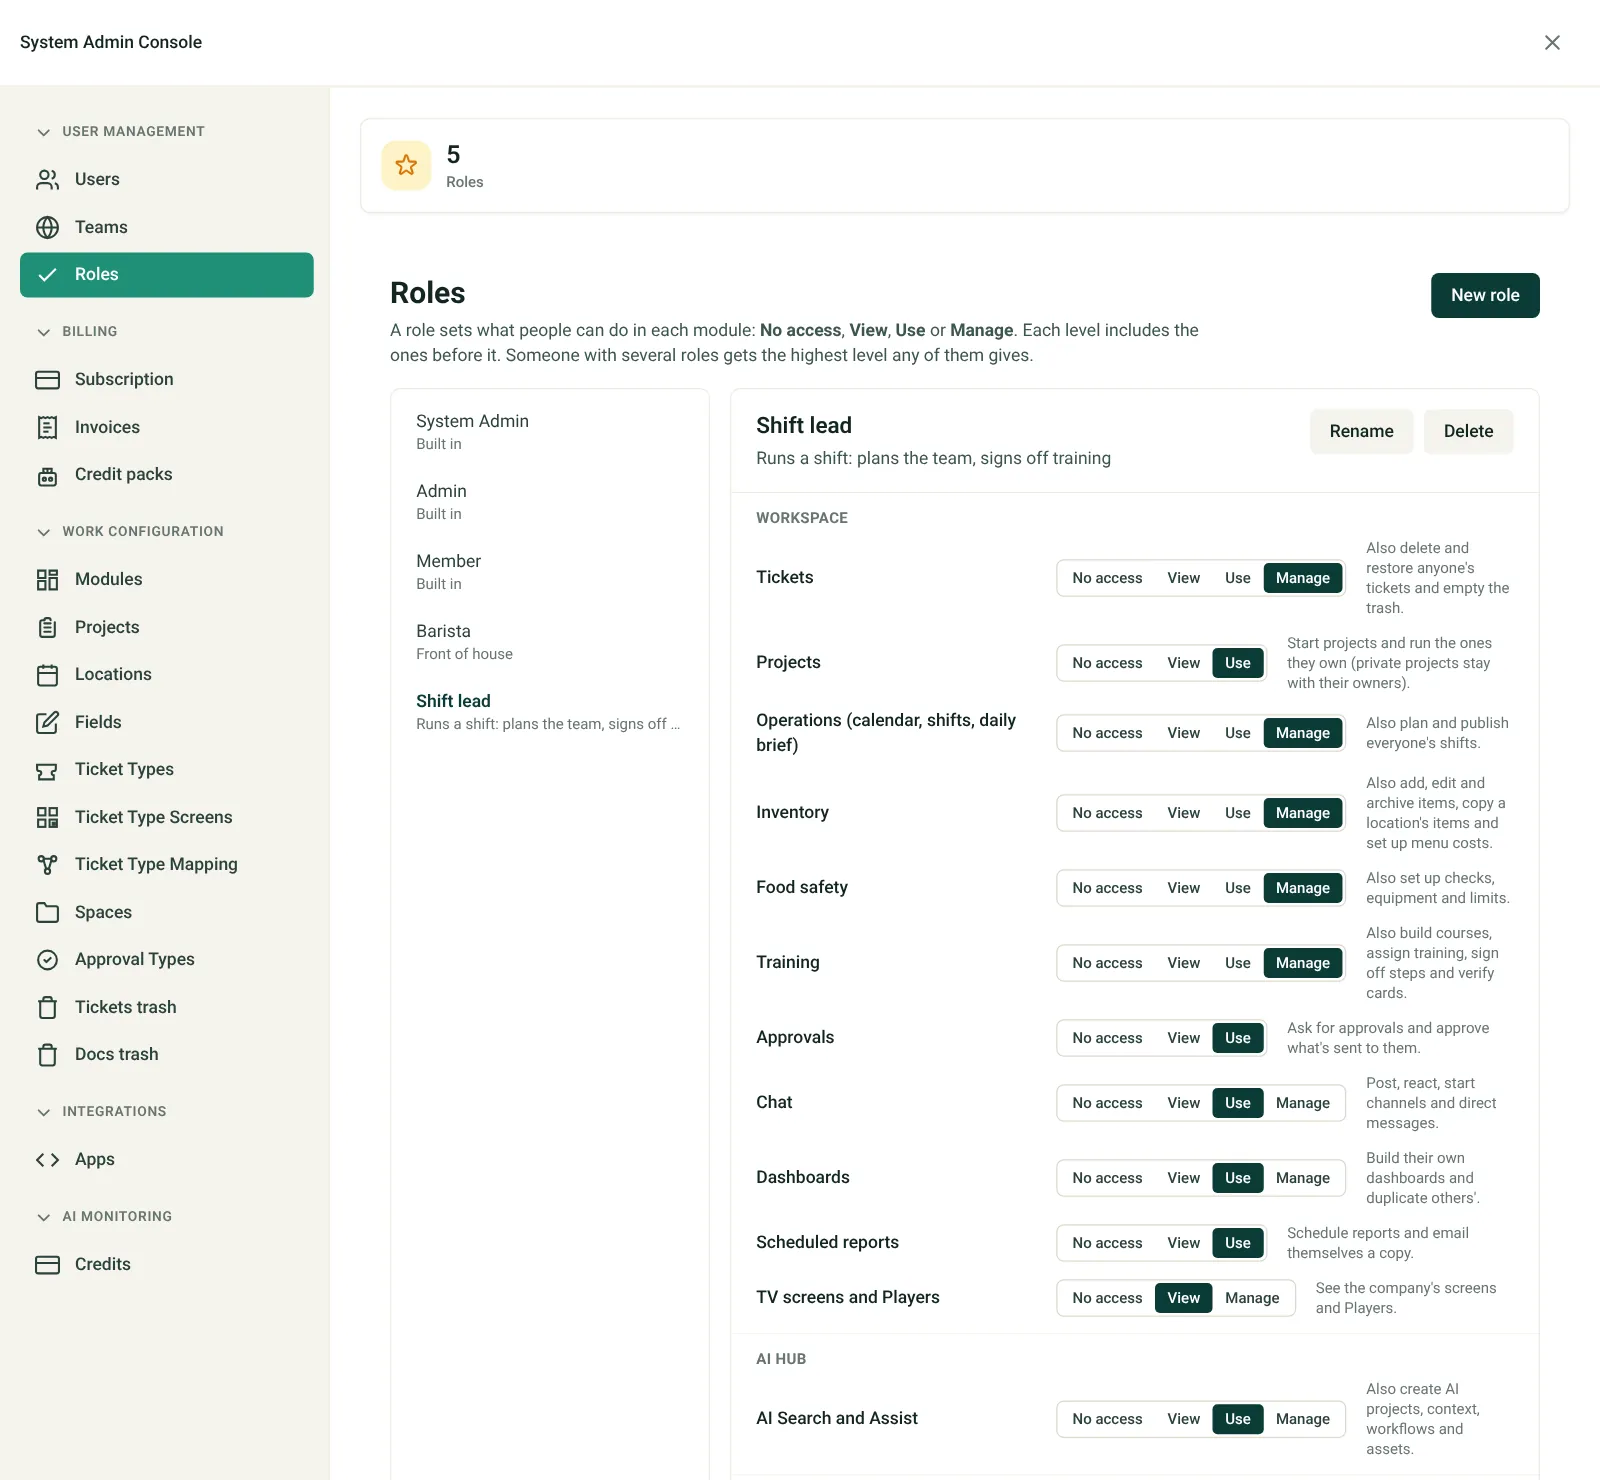 System Admin Console
USER MANAGEMENT
Users
Teams
Roles
BILLING
Subscription
Invoices
Credit packs
WORK CONFIGURATION
Modules
Projects
Locations
Fields
Ticket Types
Ticket Type Screens
Ticket Type Mapping
Spaces
Approval Types
Tickets trash
Docs trash
INTEGRATIONS
Apps
AI MONITORING
Credits
5
Roles
Roles
New role
A role sets what people can do in each module: No access, View, Use or Manage. Each level includes the
ones before it. Someone with several roles gets the highest level any of them gives.
System Admin
Built in
Admin
Built in
Member
Built in
Barista
Front of house
Shift lead
Runs a shift: plans the team, signs off ...
Shift lead
Runs a shift: plans the team, signs off training
Rename
Delete
WORKSPACE
Tickets
No access View Use Manage
Also delete and
restore anyone's
tickets and empty the
trash.
Projects
No access View Use
Start projects and run the ones
they own (private projects stay
with their owners).
Operations (calendar, shifts, daily
brief)
No access View Use Manage
Also plan and publish
everyone's shifts.
Inventory
No access View Use Manage
Also add, edit and
archive items, copy a
location's items and
set up menu costs.
Food safety
No access View Use Manage
Also set up checks,
equipment and limits.
Training
No access View Use Manage
Also build courses,
assign training, sign
off steps and verify
cards.
Approvals
No access View Use
Ask for approvals and approve
what's sent to them.
Chat
No access View Use Manage
Post, react, start
channels and direct
messages.
Dashboards
No access View Use Manage
Build their own
dashboards and
duplicate others'.
Scheduled reports
No access View Use
Schedule reports and email
themselves a copy.
TV screens and Players
No access View Manage
See the company's screens
and Players.
AI HUB
AI Search and Assist
No access View Use Manage
Also create AI
projects, context,
workflows and
assets.